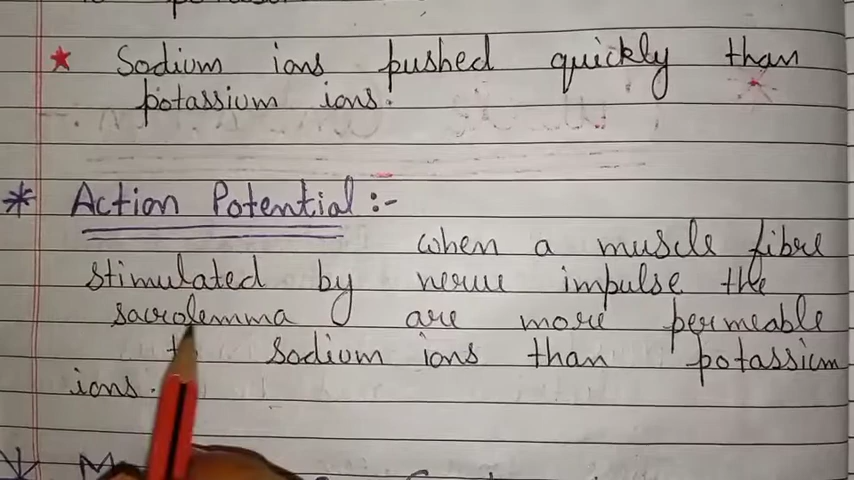 * Sodium ions pushed quickly than
potassium ions.
* Action Potential :-
when a muscle fibre
stimulated by nerve impulse the
sacrolemma are more permeable
to sodium ions than potassium
ions.